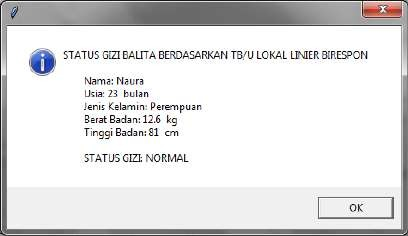 STATUS GIZI BALITA BERDASARKAN TB/U LOKAL LINIER BIRESPON
Nama: Naura
Usia: 23 bulan
Jenis Kelamin: Perempuan
Berat Badan: 12.6 kg
Tinggi Badan: 81 cm
STATUS GIZI: NORMAL
OK